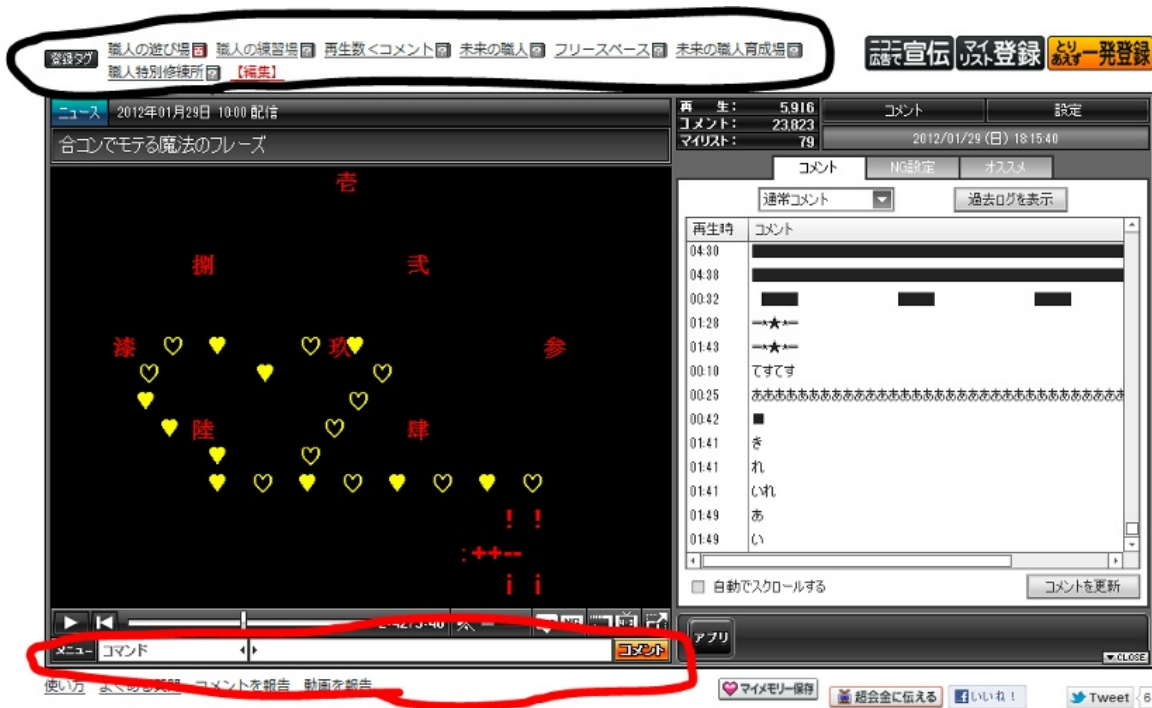 登録タグ 職人の遊び場 職人の練習場 再生数<コメント 未来の職人 フリースペース 未来の職人育成場
職人特別修練所 【編集】
ニコニ広告で宣伝 マイリスト登録 とりあえず一発登録
ニュース 2012年01月29日 10:00 配信
合コンでモテる魔法のフレーズ
再 生: 5,916
コメント: 23,823
マイリスト: 79
コメント 設定
2012/01/29 (日) 18:15:40
コメント NG設定 オススメ
通常コメント 過去ログを表示
再生時 コメント
04:30
04:38
00:32
01:28 ━*★*━
01:43 ━*★*━
00:10 てすてす
00:25 ああああああああああああああああああああああああああああああああ
00:42 ■
01:41 き
01:41 れ
01:41 いれ
01:49 あ
01:49 い
自動でスクロールする コメントを更新
壱
捌 弐
漆 ♡ ♥ ♡ 玖 ♥ 参
♡ ♥ ♡
♥ ♡
♥ 陸 ♡ 肆
♥ ♡
♥ ♡ ♥ ♡ ♥ ♡ ♥ ♡
! !
:++--
i i
メニュー コマンド コメント
アプリ
▼CLOSE
使い方 よくある質問 コメントを報告 動画を報告
マイメモリー保存 超会金に伝える いいね! Tweet 6